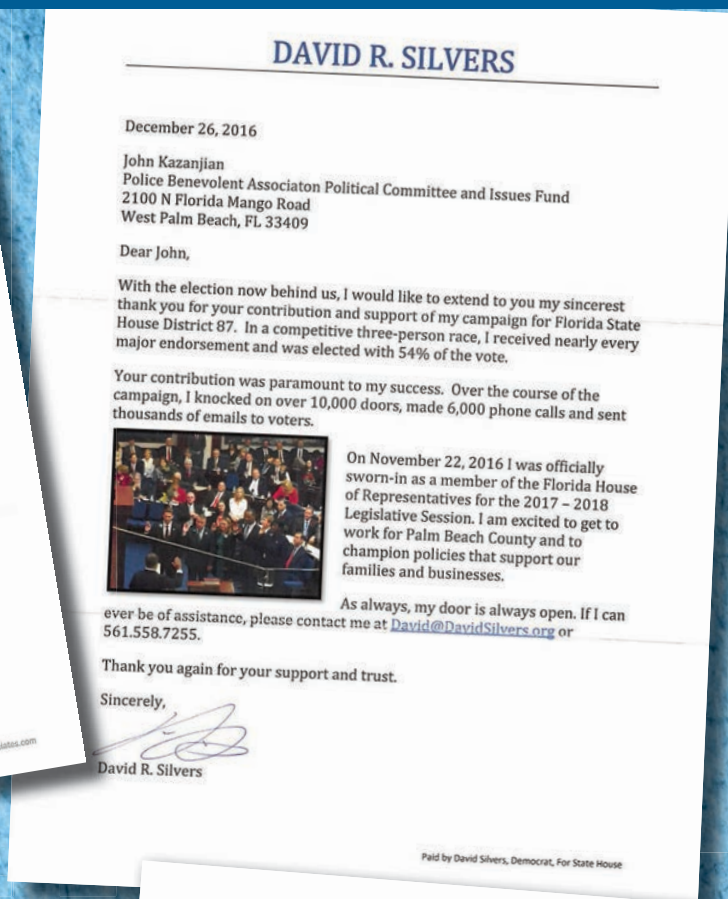 DAVID R. SILVERS
December 26, 2016
John Kazanjian
Police Benevolent Associaton Political Committee and Issues Fund
2100 N Florida Mango Road
West Palm Beach, FL 33409
Dear John,
With the election now behind us, I would like to extend to you my sincerest
thank you for your contribution and support of my campaign for Florida State
House District 87. In a competitive three-person race, I received nearly every
major endorsement and was elected with 54% of the vote.
Your contribution was paramount to my success. Over the course of the
campaign, I knocked on over 10,000 doors, made 6,000 phone calls and sent
thousands of emails to voters.
On November 22, 2016 I was officially
sworn-in as a member of the Florida House
of Representatives for the 2017 – 2018
Legislative Session. I am excited to get to
work for Palm Beach County and to
champion policies that support our
families and businesses.
As always, my door is always open. If I can
ever be of assistance, please contact me at David@DavidSilvers.org or
561.558.7255.
Thank you again for your support and trust.
Sincerely,
David R. Silvers
Paid by David Silvers, Democrat, For State House